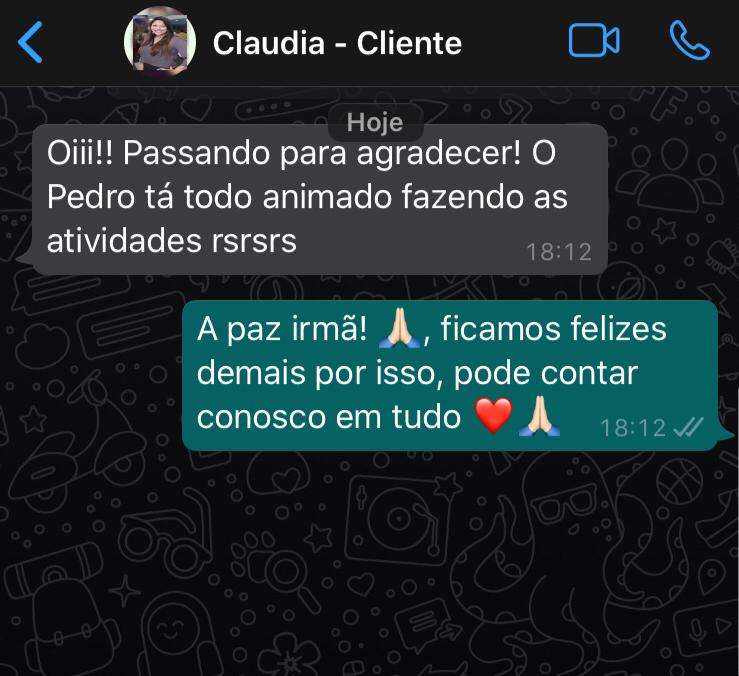 Claudia - Cliente
Hoje
Oiii!! Passando para agradecer! O
Pedro tá todo animado fazendo as
atividades rsrsrs
18:12
A paz irmã! 🙏🏻, ficamos felizes
demais por isso, pode contar
conosco em tudo ❤️🙏🏻
18:12